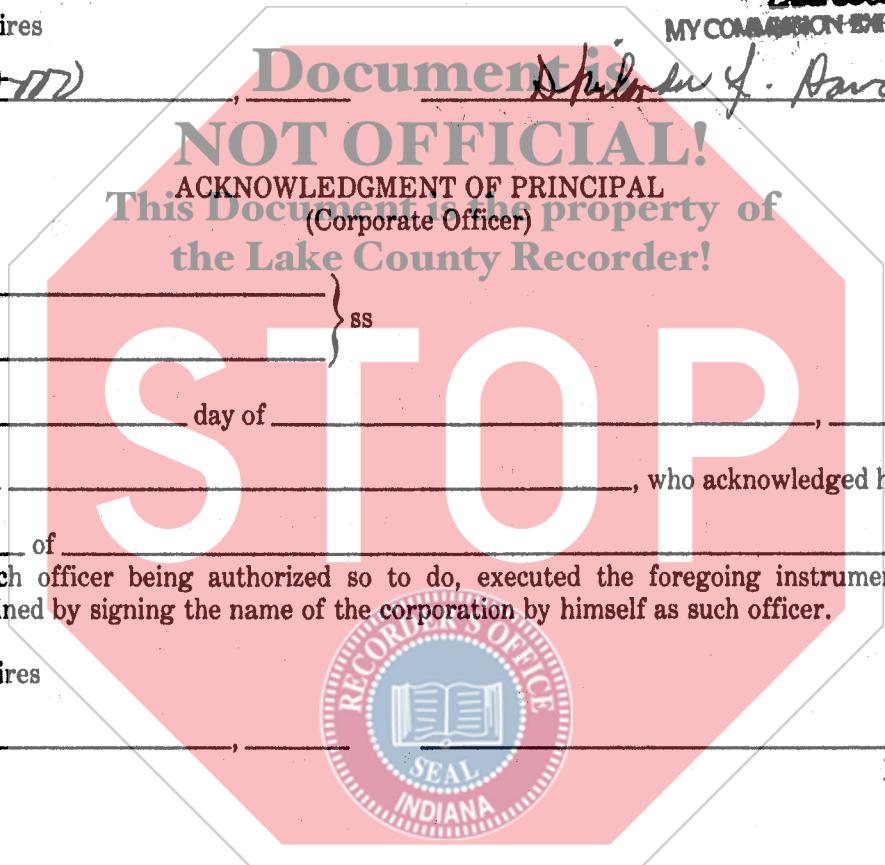 ires
MY COMMISSION EXP
Document is
NOT OFFICIAL!
ACKNOWLEDGMENT OF PRINCIPAL
This Document is the property of
(Corporate Officer)
the Lake County Recorder!
ss
STOP
day of ,
, who acknowledged h
of
ch officer being authorized so to do, executed the foregoing instrumen
ned by signing the name of the corporation by himself as such officer.
RECORDER'S OFFICE
ires
,
SEAL
INDIANA